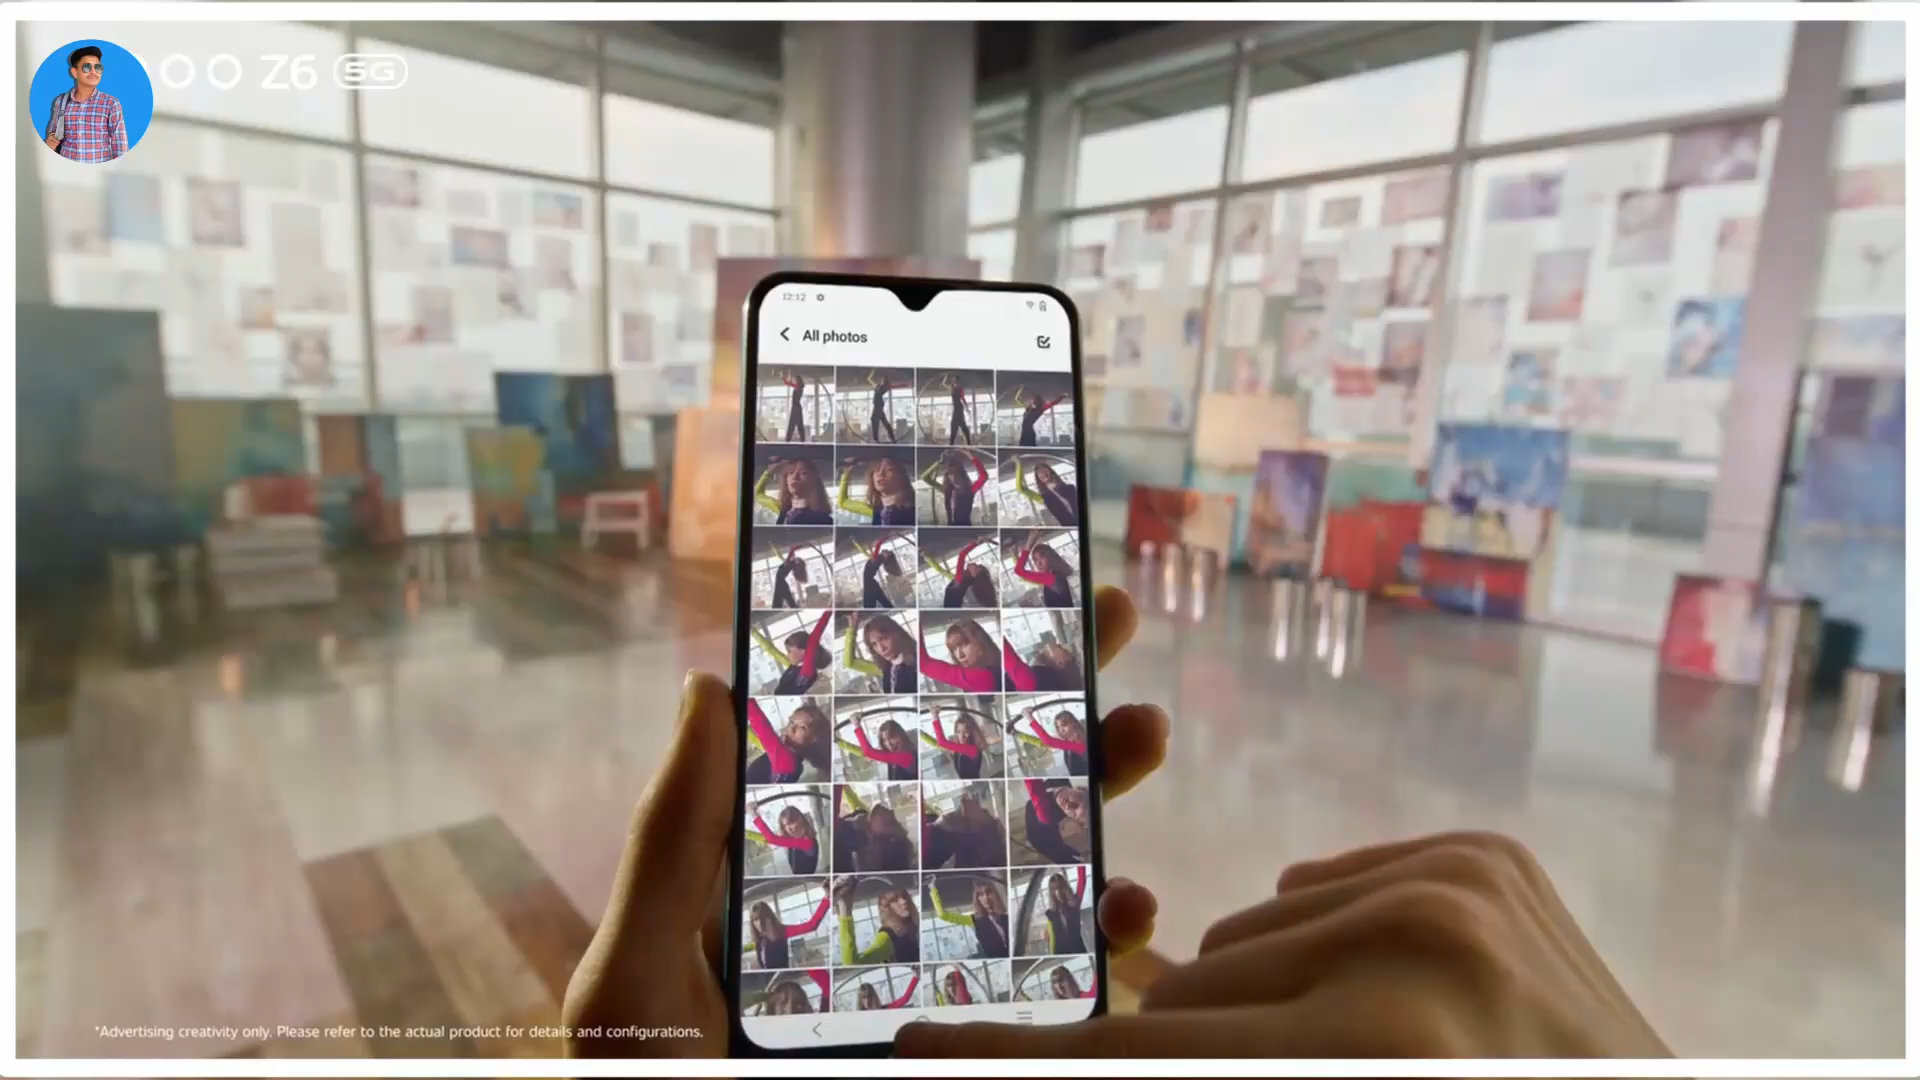 OO Z6 5G
12:12
All photos
*Advertising creativity only. Please refer to the actual product for details and configurations.